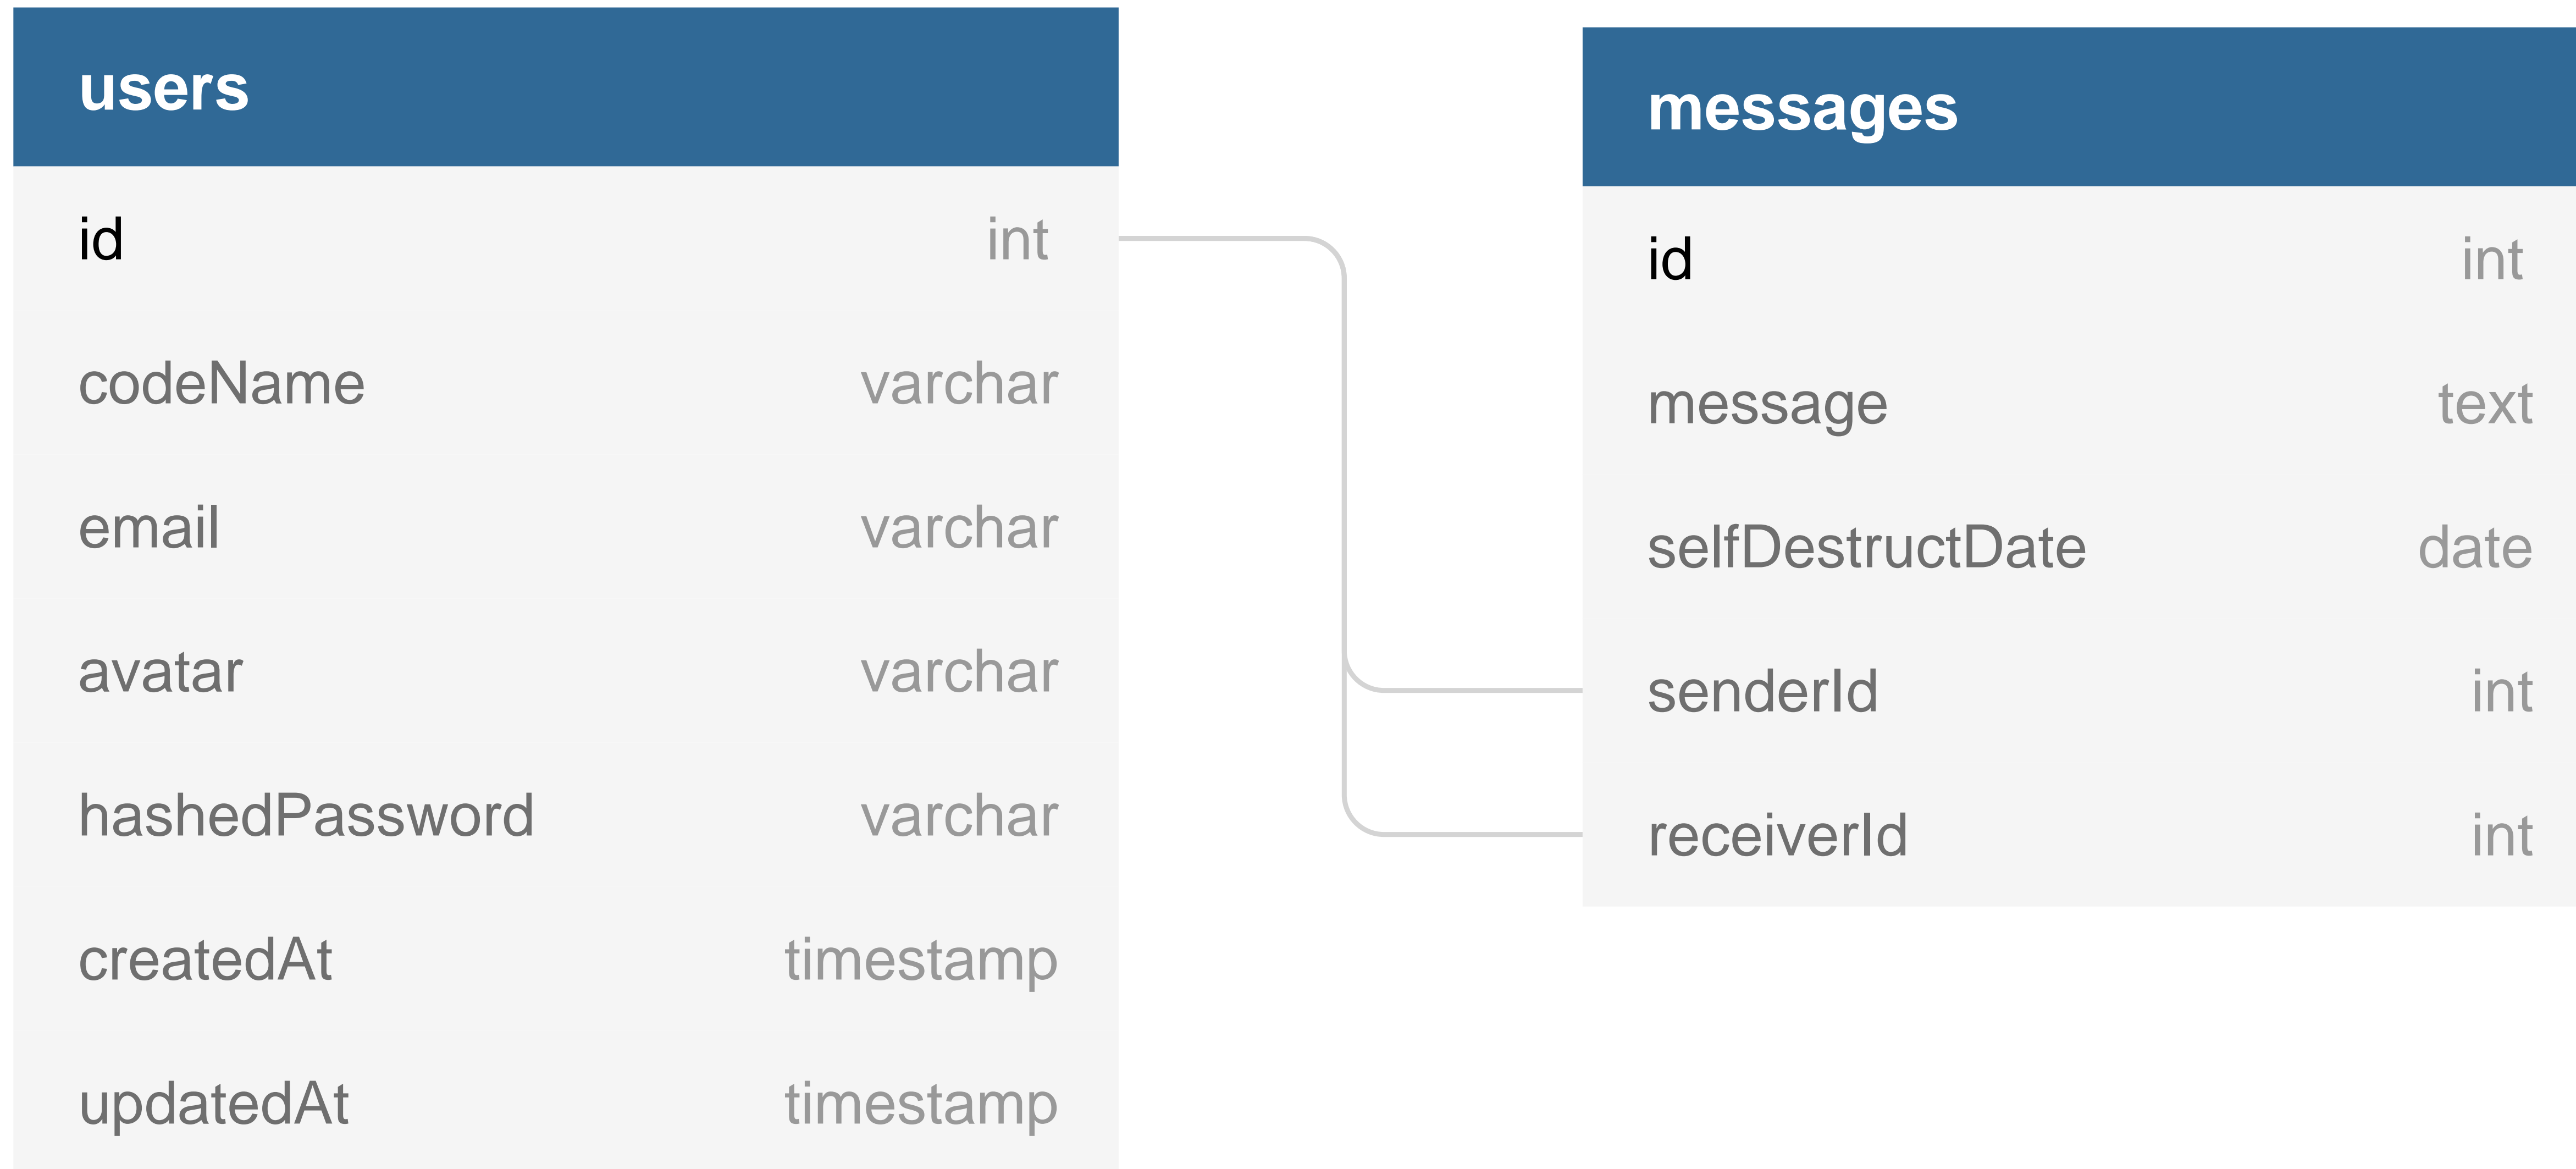 users
id int
codeName varchar
email varchar
avatar varchar
hashedPassword varchar
createdAt timestamp
updatedAt timestamp
messages
id int
message text
selfDestructDate date
senderId int
receiverId int